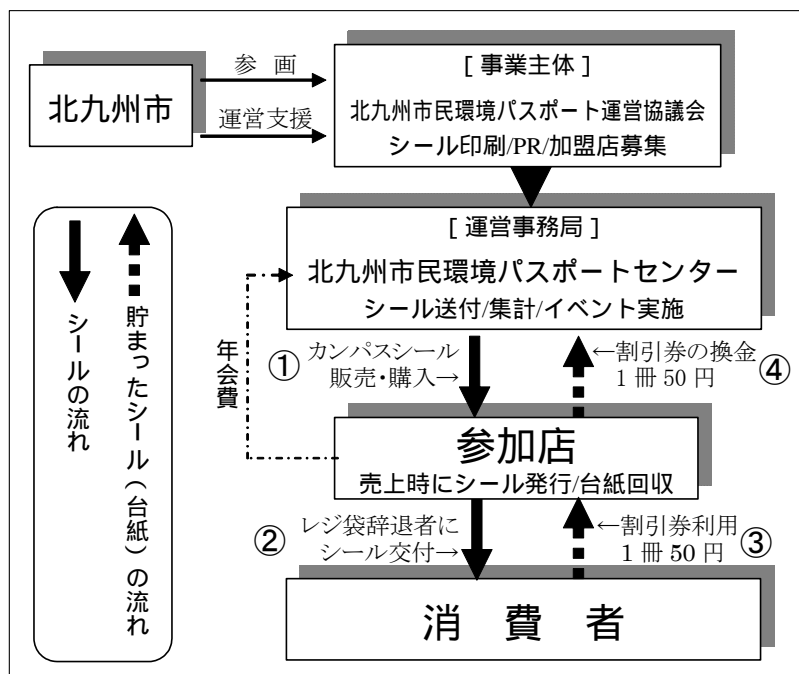 北九州市
参 画
運営支援
[ 事業主体 ]
北九州市民環境パスポート運営協議会
シール印刷/PR/加盟店募集
[ 運営事務局 ]
北九州市民環境パスポートセンター
シール送付/集計/イベント実施
シールの流れ
貯まったシール(台紙)の流れ
年会費
① カンパスシール
販売・購入→
←割引券の換金
1 冊 50 円 ④
参加店
売上時にシール発行/台紙回収
② レジ袋辞退者に
シール交付→
←割引券利用
1 冊 50 円 ③
消 費 者